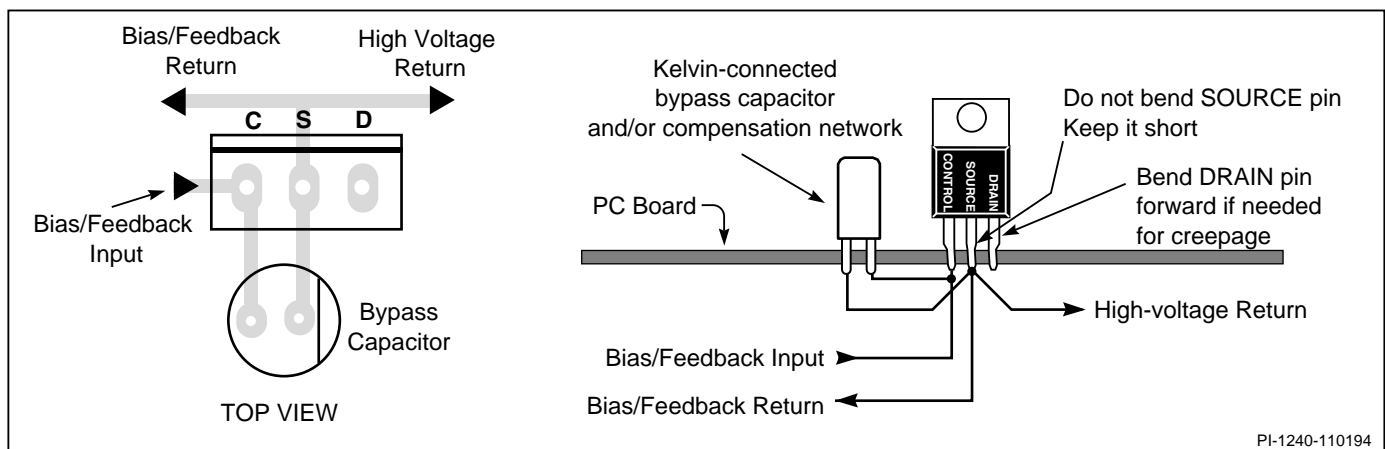 Bias/Feedback
Return
High Voltage
Return
C S D
Bias/Feedback
Input
Bypass
Capacitor
TOP VIEW
Kelvin-connected
bypass capacitor
and/or compensation network
PC Board
CONTROL
SOURCE
DRAIN
Do not bend SOURCE pin
Keep it short
Bend DRAIN pin
forward if needed
for creepage
High-voltage Return
Bias/Feedback Input
Bias/Feedback Return
PI-1240-110194